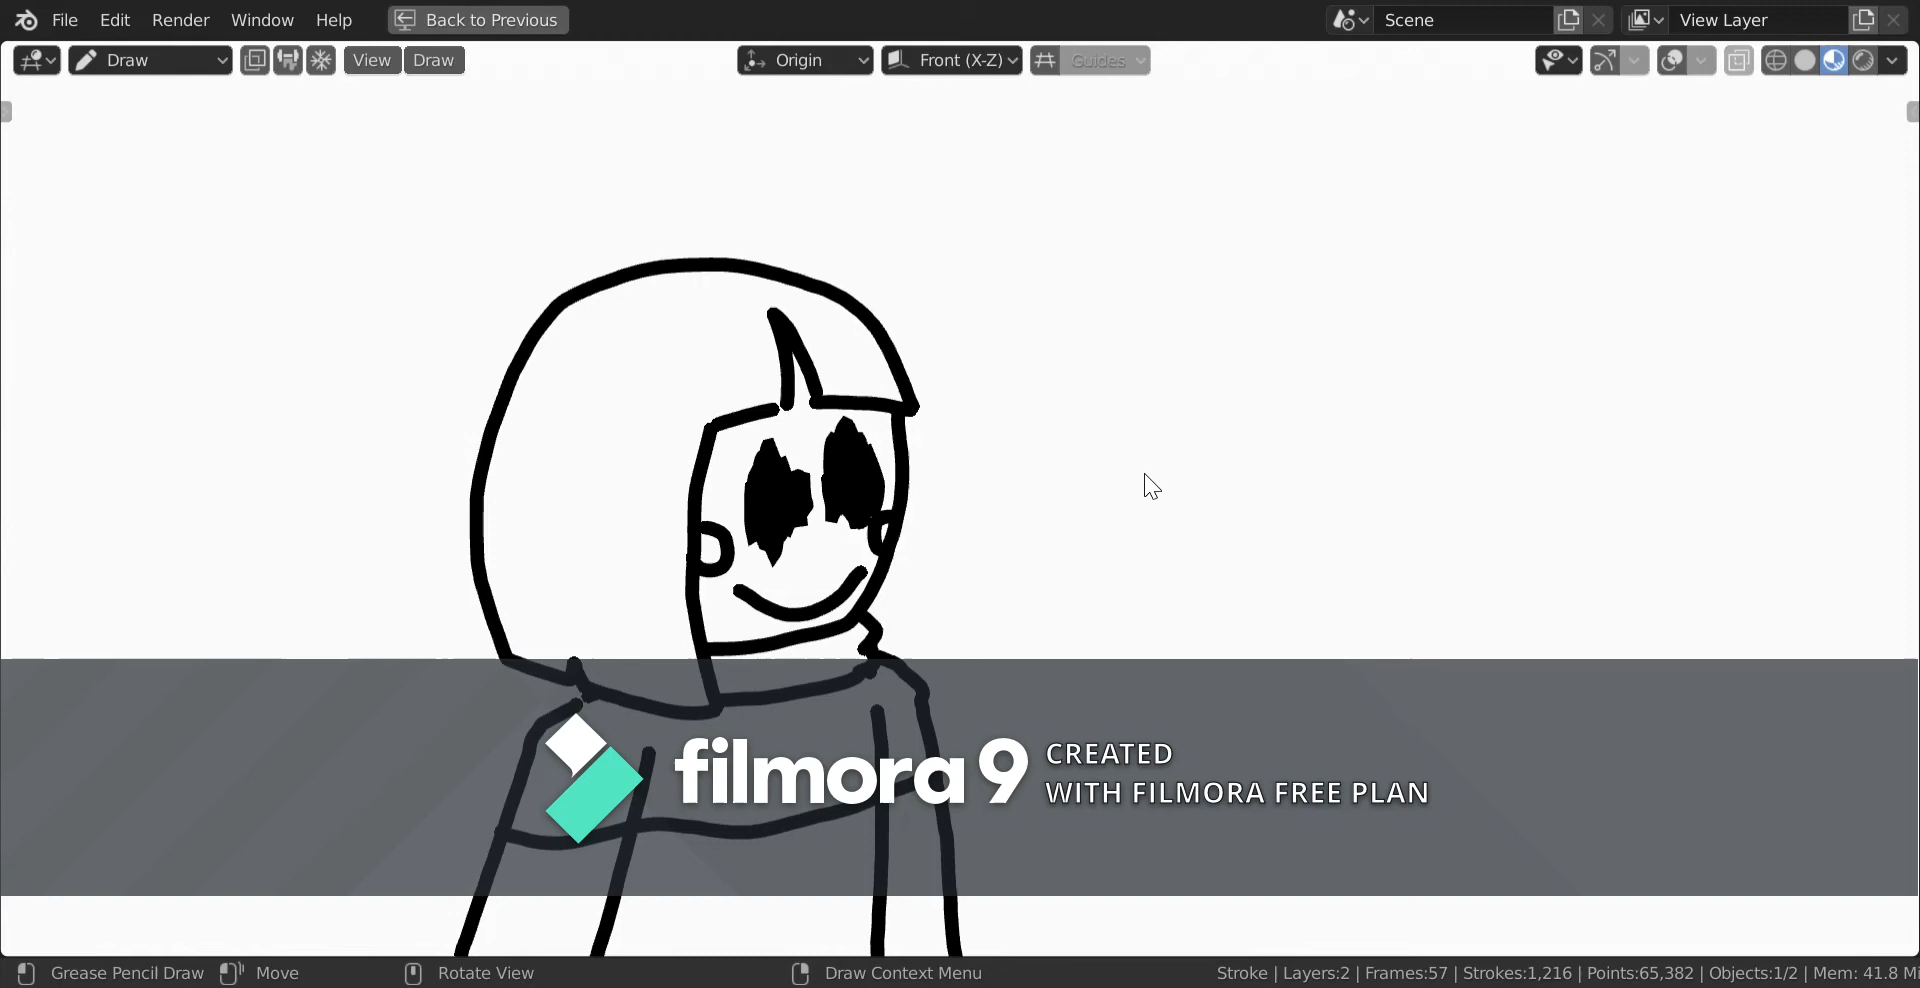 File Edit Render Window Help Back to Previous Scene View Layer
Draw View Draw Origin Front (X-Z) Guides
filmora9 CREATED
WITH FILMORA FREE PLAN
Grease Pencil Draw Move Rotate View Draw Context Menu Stroke | Layers:2 | Frames:57 | Strokes:1,216 | Points:65,382 | Objects:1/2 | Mem: 41.8 Mi